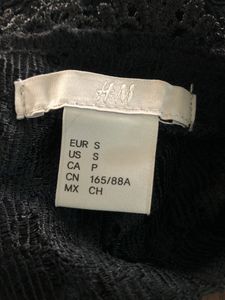 H&M
EUR S
US S
CA P
CN 165/88A
MX CH